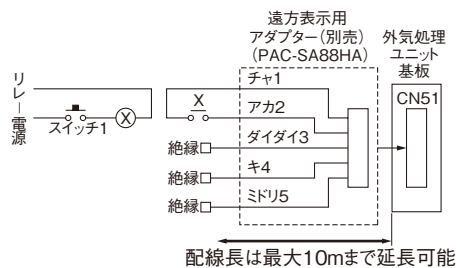 遠方表示用
アダプター(別売)
(PAC-SA88HA)
外気処理
ユニット
基板
リレー電源
スイッチ1
X
X
チャ1
アカ2
ダイダイ3
キ4
ミドリ5
絶縁
絶縁
絶縁
CN51
配線長は最大10mまで延長可能